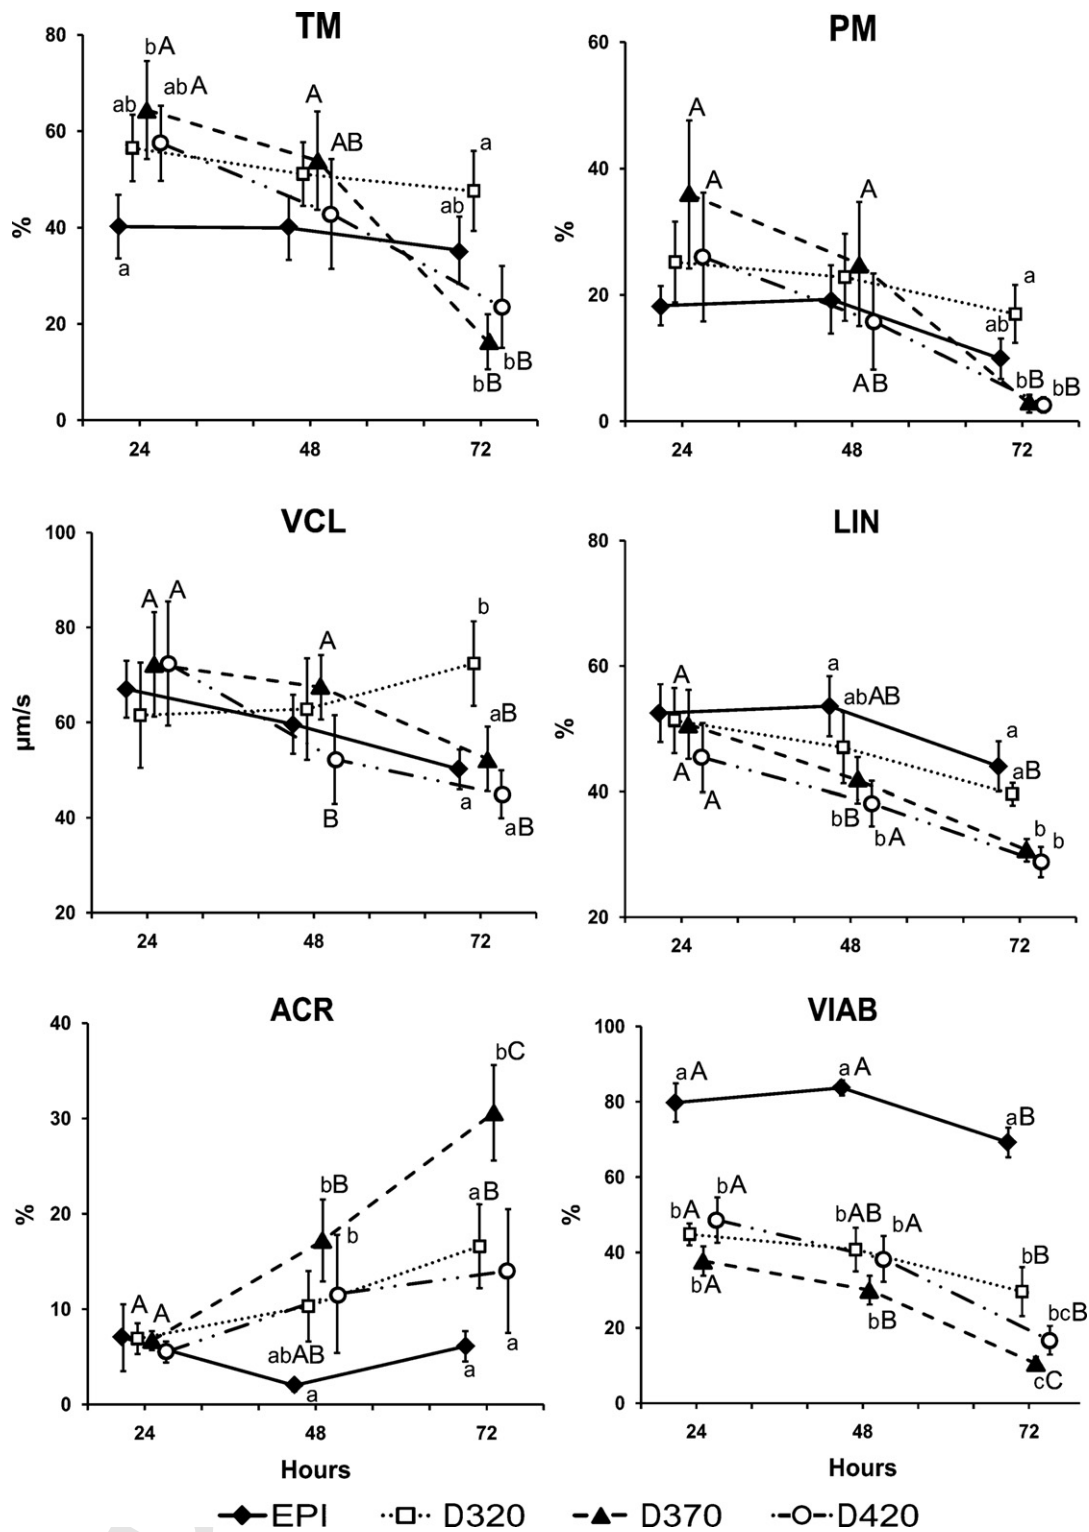 TM
80
60
40
20
0
%
24 48 72
bA
abA
ab
a
A
AB
a
ab
bB
bB
PM
60
40
20
0
%
24 48 72
A
A
A
AB
a
ab
bB
bB
VCL
100
80
60
40
20
μm/s
24 48 72
A
A
A
B
b
aB
a
aB
LIN
80
60
40
20
%
24 48 72
A
A
A
a
abAB
bB
bA
a
aB
b
b
ACR
40
30
20
10
0
%
24 48 72
Hours
A
A
bB
b
abAB
a
bC
aB
a
a
VIAB
100
80
60
40
20
0
%
24 48 72
Hours
aA
aA
aB
bA
bA
bA
bAB
bA
bB
bB
bcB
cC
EPI D320 D370 D420